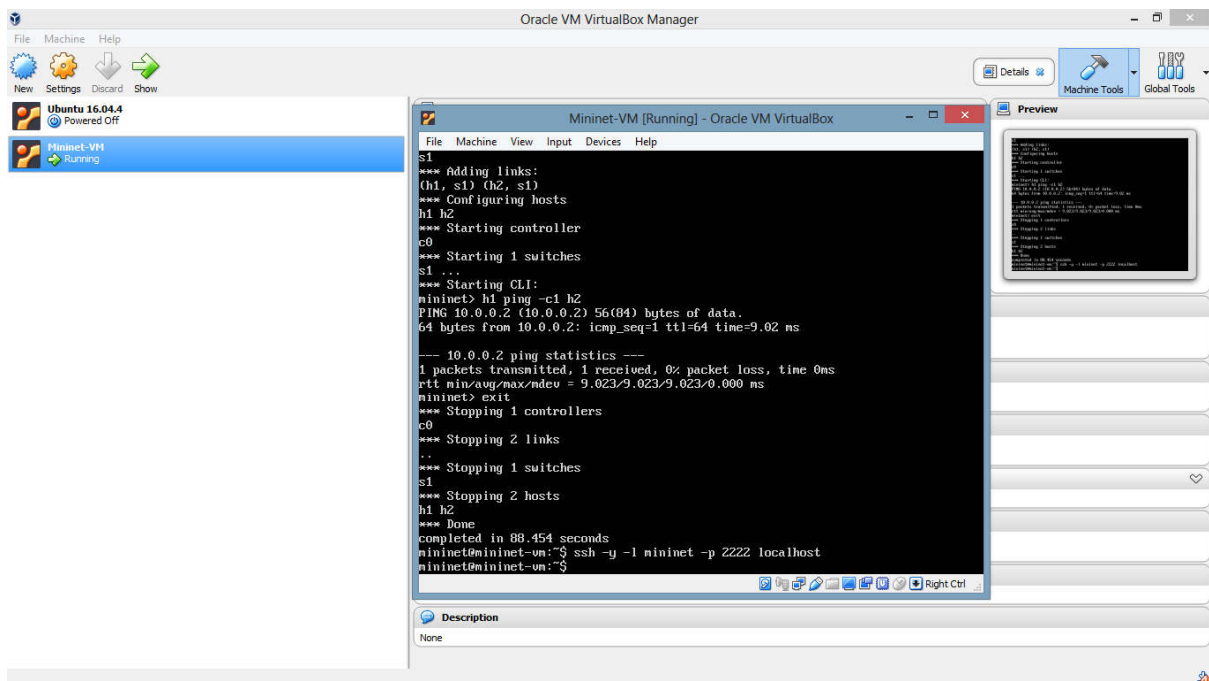 Oracle VM VirtualBox Manager
File Machine Help
New Settings Discard Show
Details
Machine Tools
Global Tools
Ubuntu 16.04.4
Powered Off
Mininet-VM
Running
Mininet-VM [Running] - Oracle VM VirtualBox
File Machine View Input Devices Help
s1
*** Adding links:
(h1, s1) (h2, s1)
*** Configuring hosts
h1 h2
*** Starting controller
c0
*** Starting 1 switches
s1 ...
*** Starting CLI:
mininet> h1 ping -c1 h2
PING 10.0.0.2 (10.0.0.2) 56(84) bytes of data.
64 bytes from 10.0.0.2: icmp_seq=1 ttl=64 time=9.02 ms
--- 10.0.0.2 ping statistics ---
1 packets transmitted, 1 received, 0% packet loss, time 0ms
rtt min/avg/max/mdev = 9.023/9.023/9.023/0.000 ms
mininet> exit
*** Stopping 1 controllers
c0
*** Stopping 2 links
..
*** Stopping 1 switches
s1
*** Stopping 2 hosts
h1 h2
*** Done
completed in 88.454 seconds
mininet@mininet-vm:~$ ssh -y -l mininet -p 2222 localhost
mininet@mininet-vm:~$
Right Ctrl
Preview
Description
None